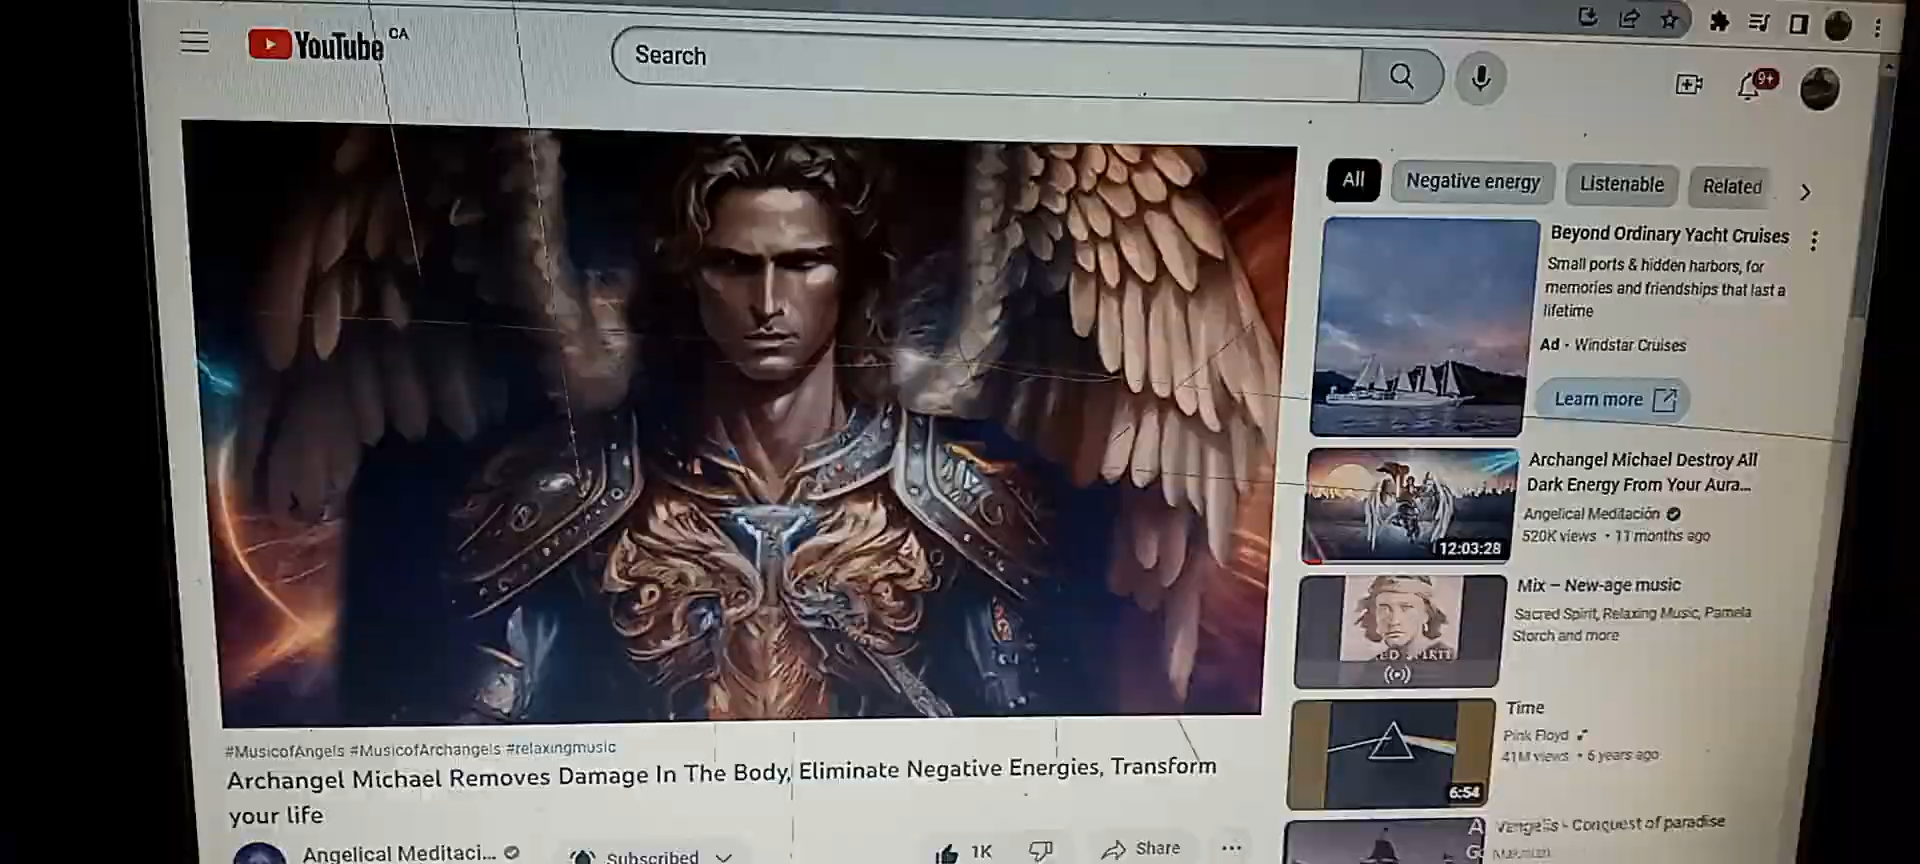 YouTube CA
Search
9+
All
Negative energy
Listenable
Related
Beyond Ordinary Yacht Cruises
Small ports & hidden harbors, for
memories and friendships that last a
lifetime
Ad · Windstar Cruises
Learn more
Archangel Michael Destroy All
Dark Energy From Your Aura...
Angelical Meditación
520K views • 11 months ago
12:03:28
Mix – New-age music
Sacred Spirit, Relaxing Music, Pamela
Storch and more
ED SPIRIT
Time
Pink Floyd
41M views • 6 years ago
6:54
Vangelis - Conquest of paradise
#MusicofAngels #MusicofArchangels #relaxingmusic
Archangel Michael Removes Damage In The Body, Eliminate Negative Energies, Transform
your life
Angelical Meditaci...
Subscribed
1K
Share